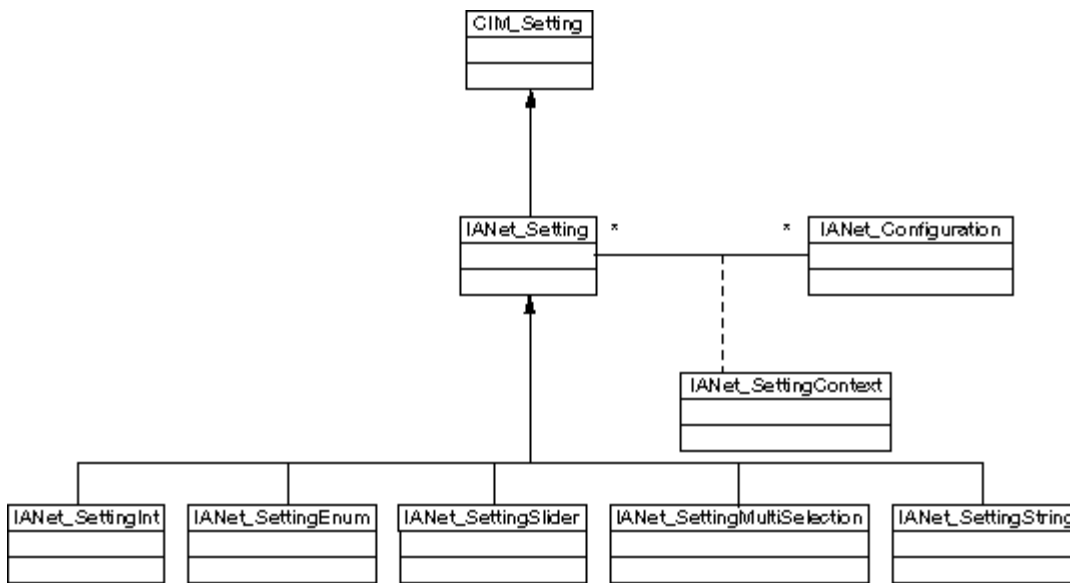 CIM_Setting
IANet_Setting
*
*
IANet_Configuration
IANet_SettingContext
IANet_SettingInt
IANet_SettingEnum
IANet_SettingSlider
IANet_SettingMultiSelection
IANet_SettingString